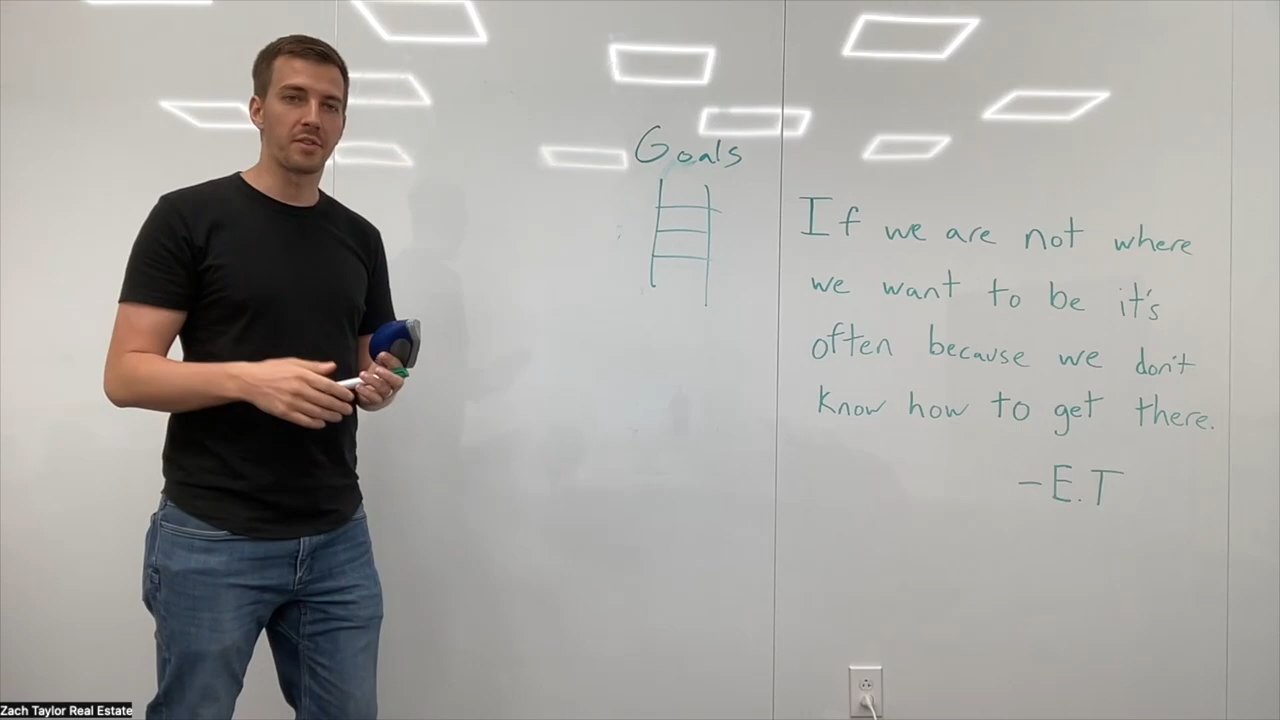 Goals
If we are not where
we want to be it's
often because we don't
know how to get there.
- E.T
Zach Taylor Real Estate